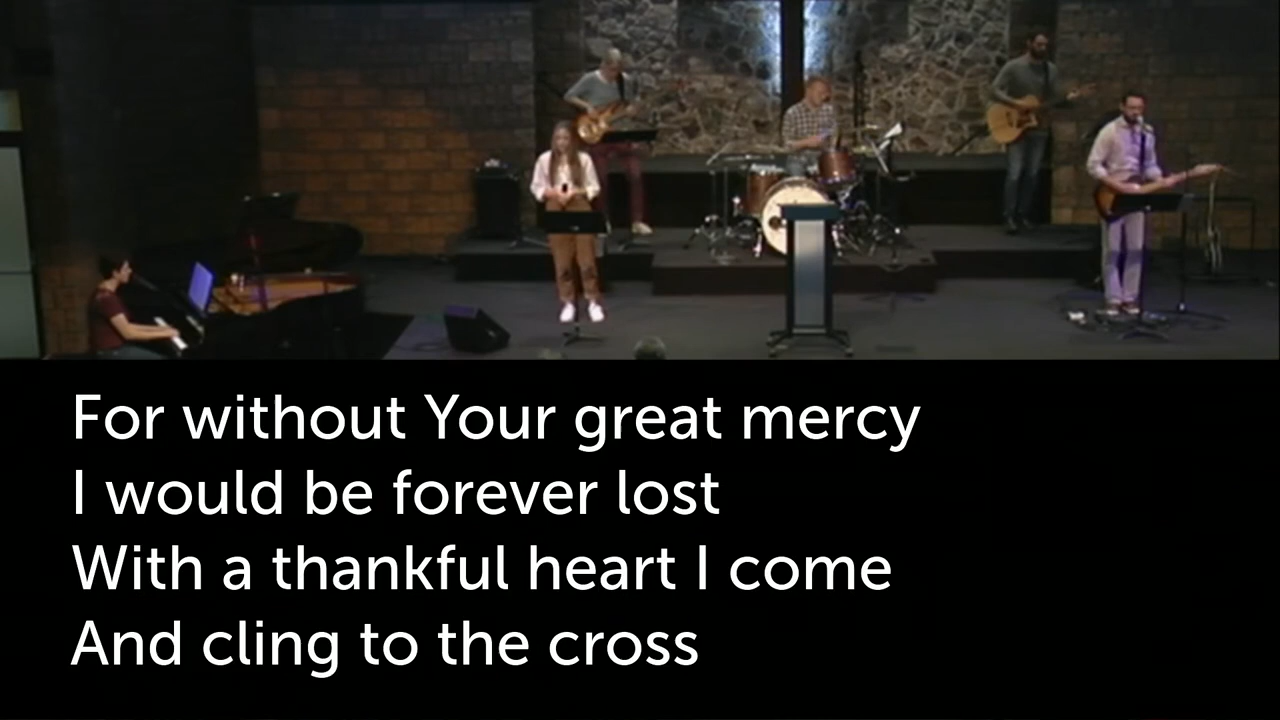 For without Your great mercy
I would be forever lost
With a thankful heart I come
And cling to the cross